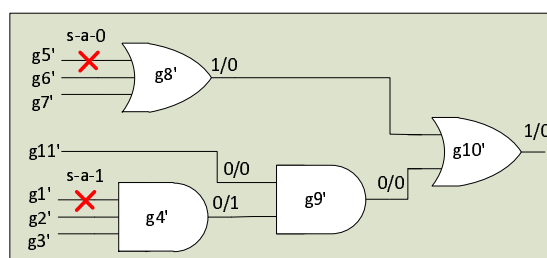 s-a-0
g5'
g6'
g7'
g8'
1/0
g11'
s-a-1
g1'
g2'
g3'
g4'
0/1
0/0
g9'
0/0
g10'
1/0